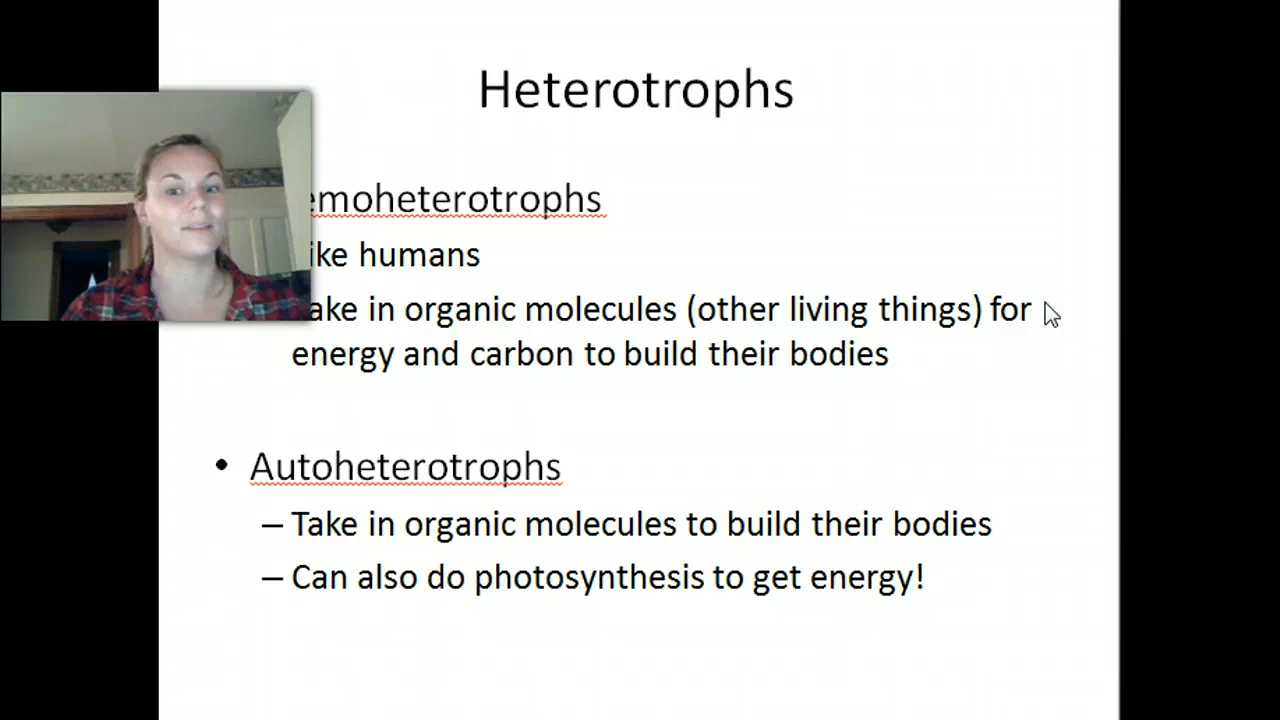 Heterotrophs
emoheterotrophs
ike humans
ake in organic molecules (other living things) for
energy and carbon to build their bodies
• Autoheterotrophs
– Take in organic molecules to build their bodies
– Can also do photosynthesis to get energy!